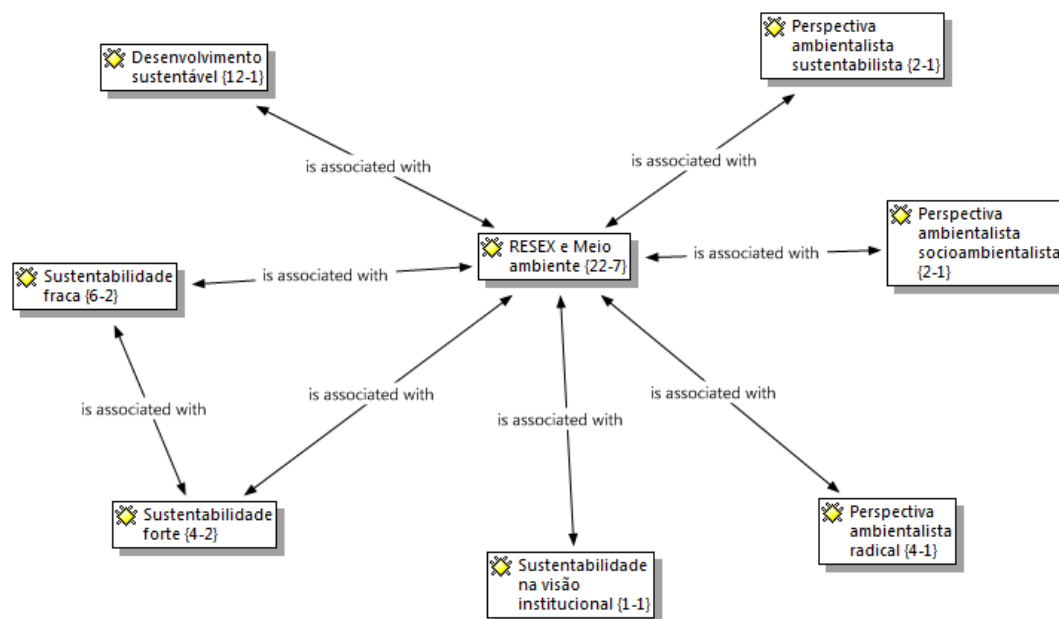 Desenvolvimento
sustentável {12-1}
Perspectiva
ambientalista
sustentabilista {2-1}
is associated with
is associated with
Perspectiva
ambientalista
socioambientalista
{2-1}
RESEX e Meio
ambiente {22-7}
is associated with
Sustentabilidade
fraca {6-2}
is associated with
is associated with
is associated with
is associated with
is associated with
Sustentabilidade
forte {4-2}
Perspectiva
ambientalista
radical {4-1}
Sustentabilidade
na visão
institucional {1-1}